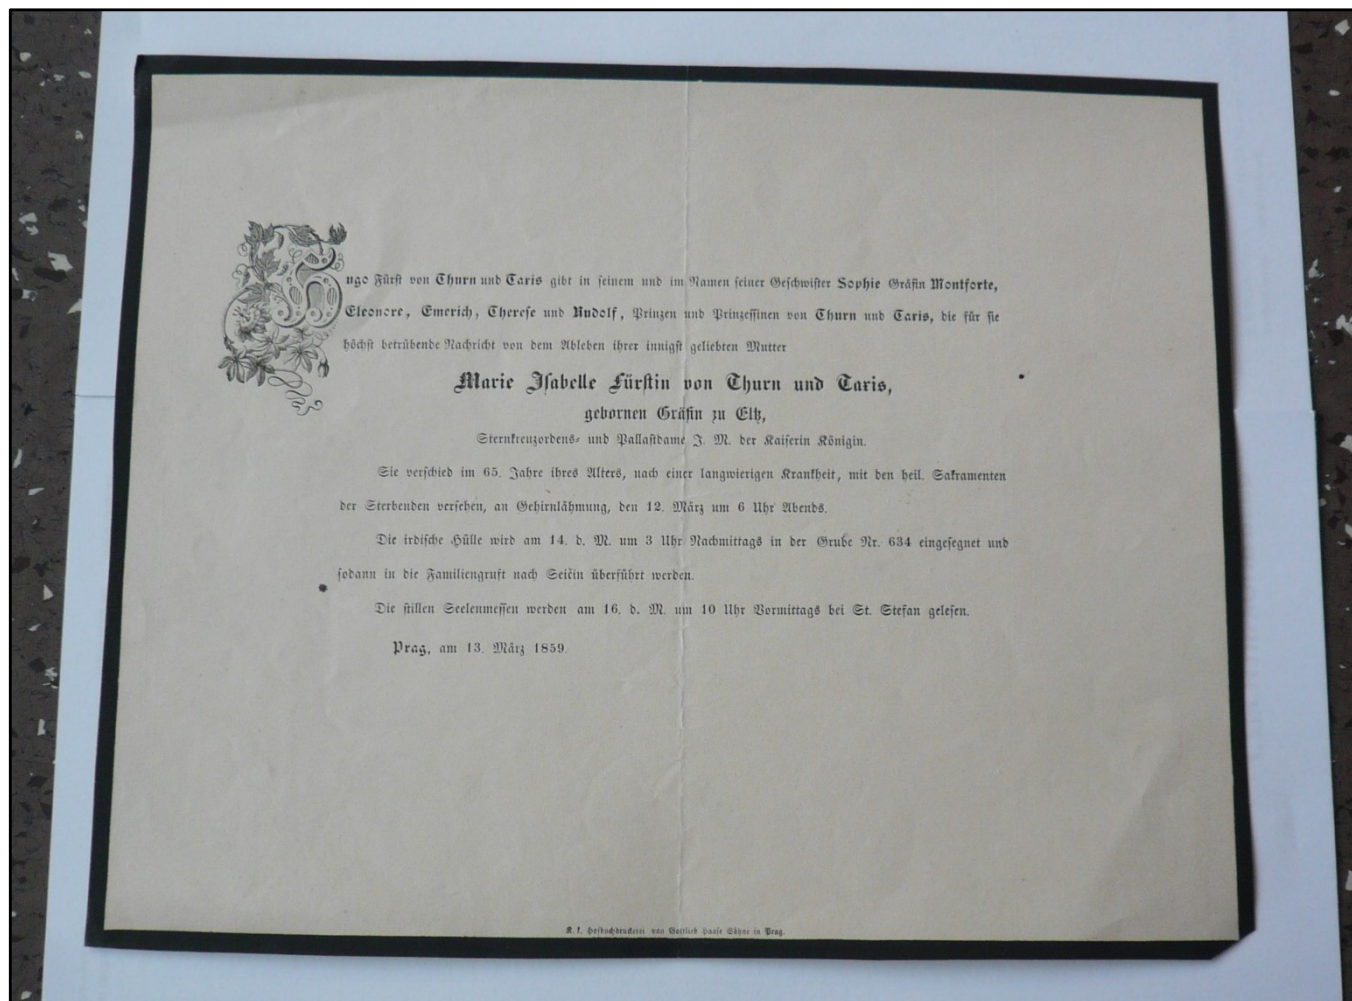 Hugo Fürst von Thurn und Taxis gibt in seinem und im Namen seiner Geschwister Sophie Gräfin Montforte,
Eleonore, Emerich, Therese und Rudolf, Prinzen und Prinzessinen von Thurn und Taxis, die für sie
höchst betrübende Nachricht von dem Ableben ihrer innigst geliebten Mutter
Marie Isabelle Fürstin von Thurn und Taxis,
gebornen Gräfin zu Eltz,
Sternkreuzordens- und Pallastdame J. M. der Kaiserin Königin.
Sie verschied im 65. Jahre ihres Alters, nach einer langwierigen Krankheit, mit den heil. Sakramenten
der Sterbenden versehen, an Gehirnlähmung, den 12. März um 6 Uhr Abends.
Die irdische Hülle wird am 14. d. M. um 3 Uhr Nachmittags in der Grube Nr. 634 eingesegnet und
sodann in die Familiengruft nach Seičin überführt werden.
Die stillen Seelenmessen werden am 16. d. M. um 10 Uhr Vormittags bei St. Stefan gelesen.
Prag, am 13. März 1859.
K. k. Hofbuchdruckerei von Gottlieb Haase Söhne in Prag.